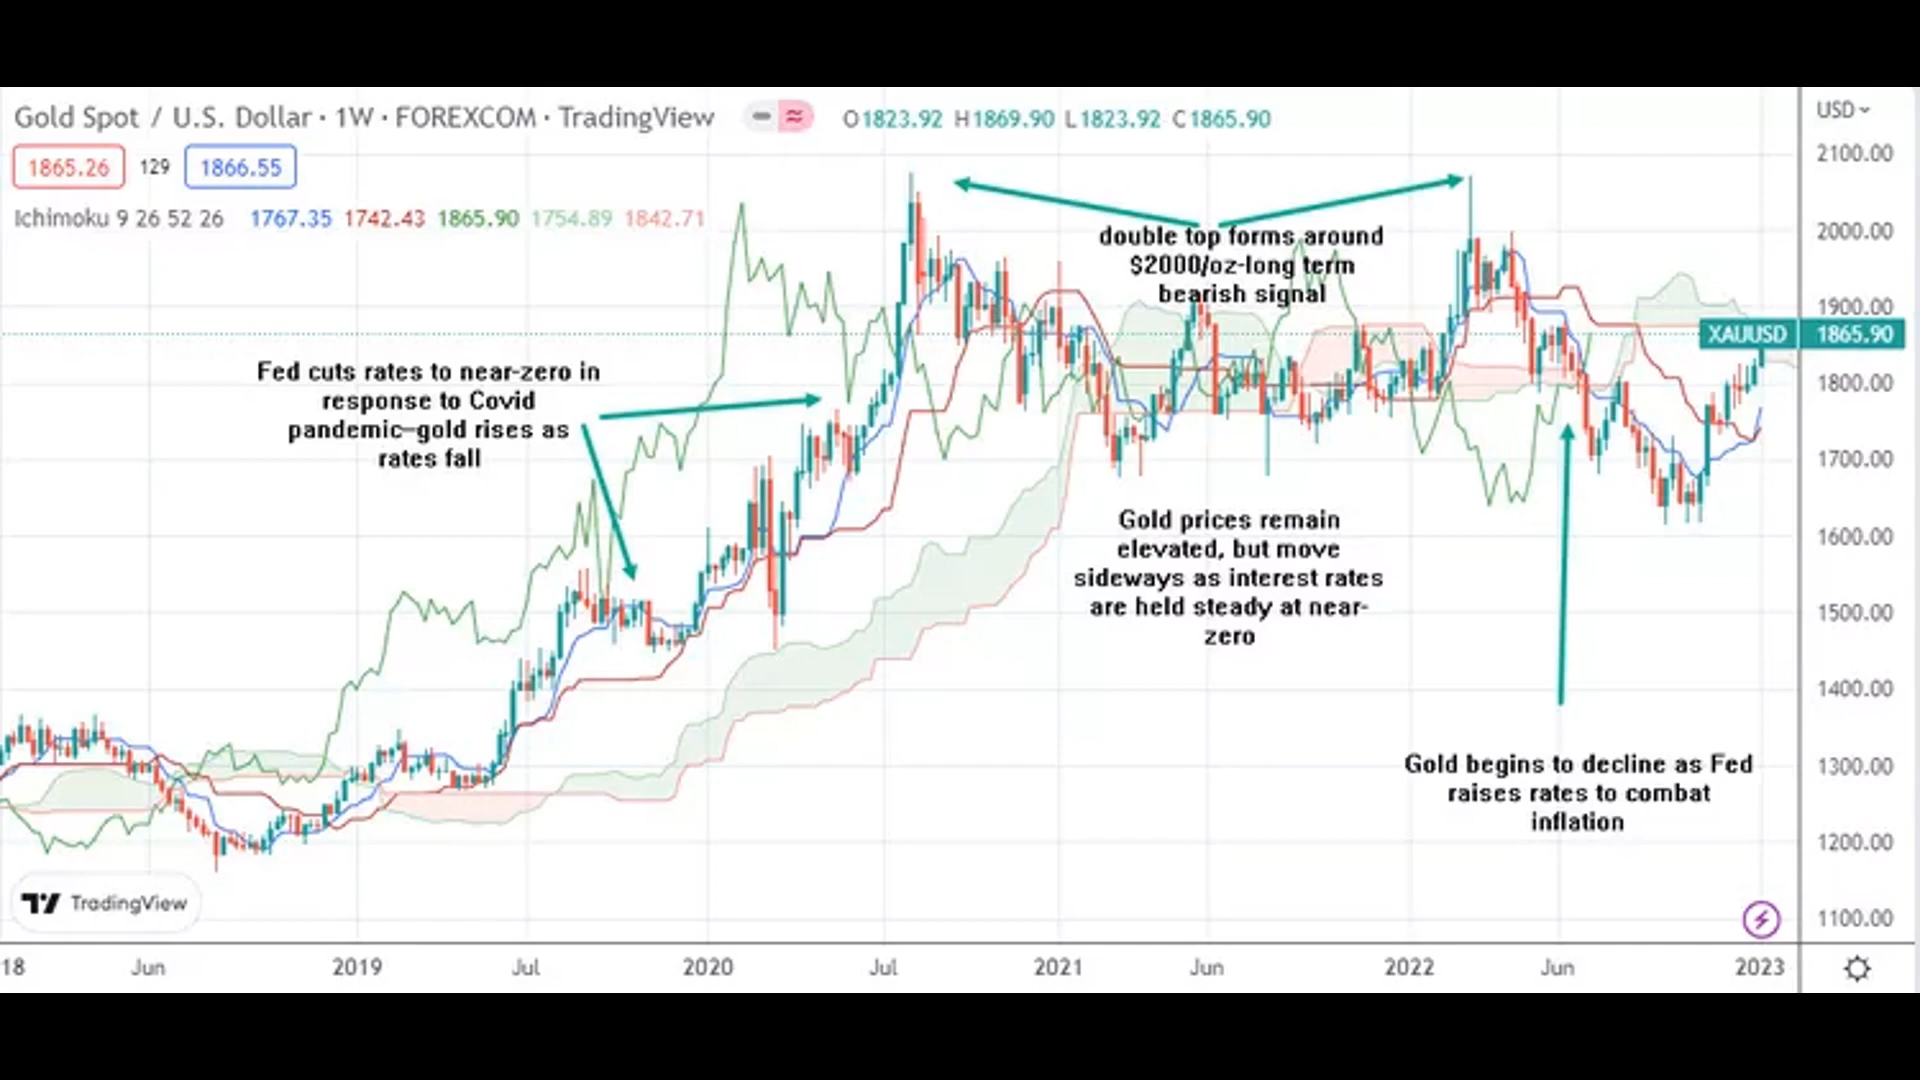 Gold Spot / U.S. Dollar · 1W · FOREXCOM · TradingView O1823.92 H1869.90 L1823.92 C1865.90
USD
1865.26 129 1866.55
Ichimoku 9 26 52 26 1767.35 1742.43 1865.90 1754.89 1842.71
2100.00
2000.00
1900.00
XAUUSD 1865.90
1800.00
1700.00
1600.00
1500.00
1400.00
1300.00
1200.00
1100.00
double top forms around
$2000/oz-long term
bearish signal
Fed cuts rates to near-zero in
response to Covid
pandemic—gold rises as
rates fall
Gold prices remain
elevated, but move
sideways as interest rates
are held steady at near-
zero
Gold begins to decline as Fed
raises rates to combat
inflation
TradingView
18 Jun 2019 Jul 2020 Jul 2021 Jun 2022 Jun 2023